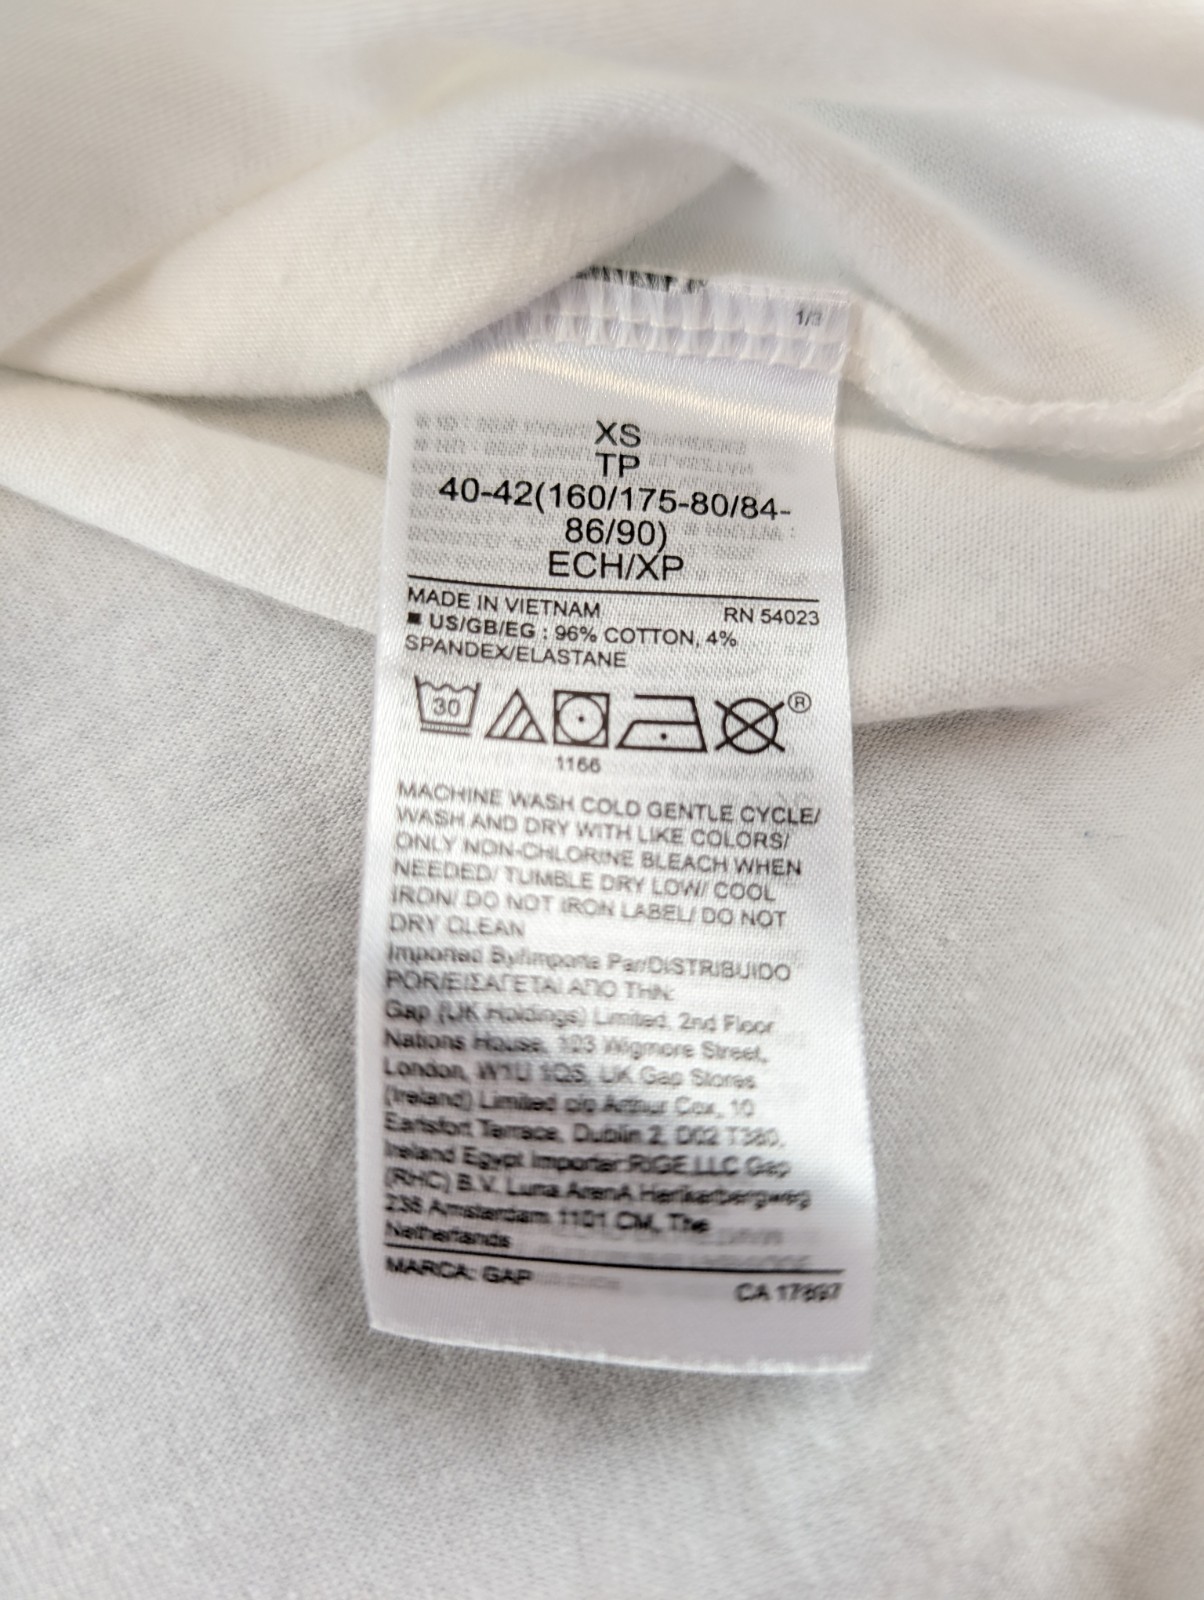 1/3
XS
TP
40-42(160/175-80/84-
86/90)
ECH/XP
MADE IN VIETNAM RN 54023
■ US/GB/EG : 96% COTTON, 4%
SPANDEX/ELASTANE
30
®
1166
MACHINE WASH COLD GENTLE CYCLE/
WASH AND DRY WITH LIKE COLORS/
ONLY NON-CHLORINE BLEACH WHEN
NEEDED/ TUMBLE DRY LOW/ COOL
IRON/ DO NOT IRON LABEL/ DO NOT
DRY CLEAN
Imported By/Importe Par/DISTRIBUIDO
POR/ΕΙΣΑΓΕΤΑΙ ΑΠΟ ΤΗΝ:
Gap (UK Holdings) Limited, 2nd Floor
Nations House, 103 Wigmore Street,
London, W1U 1QS, UK Gap Stores
(Ireland) Limited c/o Arthur Cox, 10
Earlsfort Terrace, Dublin 2, D02 T380,
Ireland Egypt Importer:RIGE LLC Gap
(RHC) B.V. Luna ArenA Herikerbergweg
238 Amsterdam 1101 CM, The
Netherlands
MARCA: GAP CA 17897